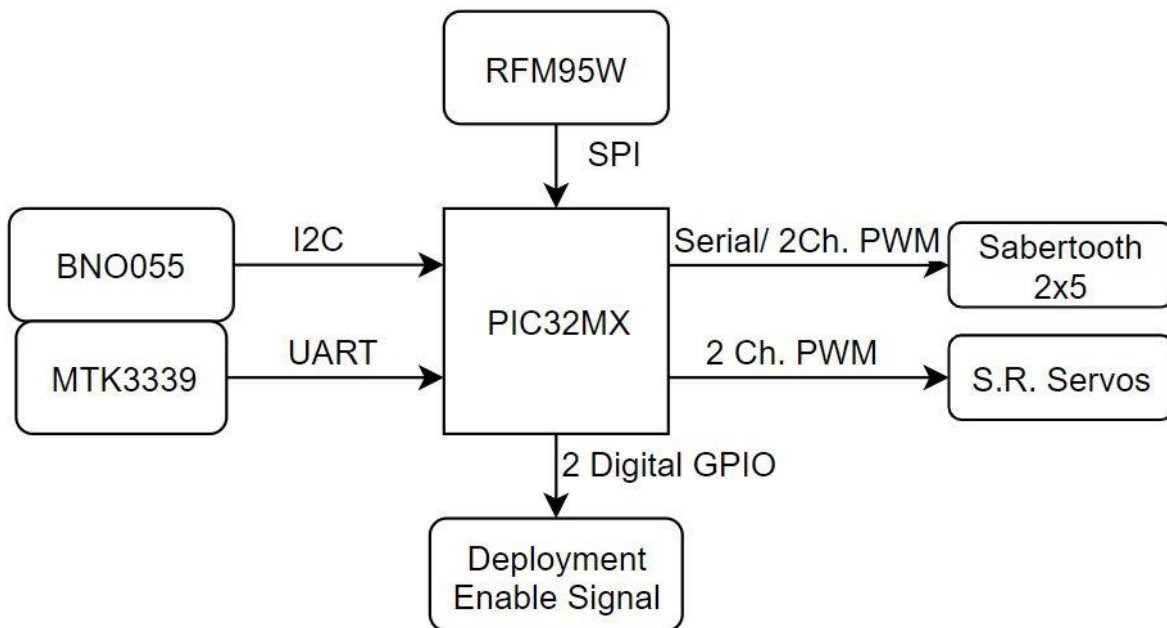 RFM95W
SPI
BNO055
I2C
MTK3339
UART
PIC32MX
Serial/ 2Ch. PWM
Sabertooth
2x5
2 Ch. PWM
S.R. Servos
2 Digital GPIO
Deployment
Enable Signal